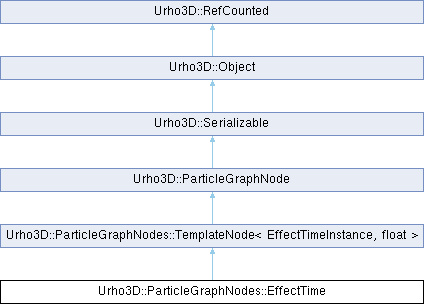 Urho3D::RefCounted
Urho3D::Object
Urho3D::Serializable
Urho3D::ParticleGraphNode
Urho3D::ParticleGraphNodes::TemplateNode< EffectTimeInstance, float >
Urho3D::ParticleGraphNodes::EffectTime